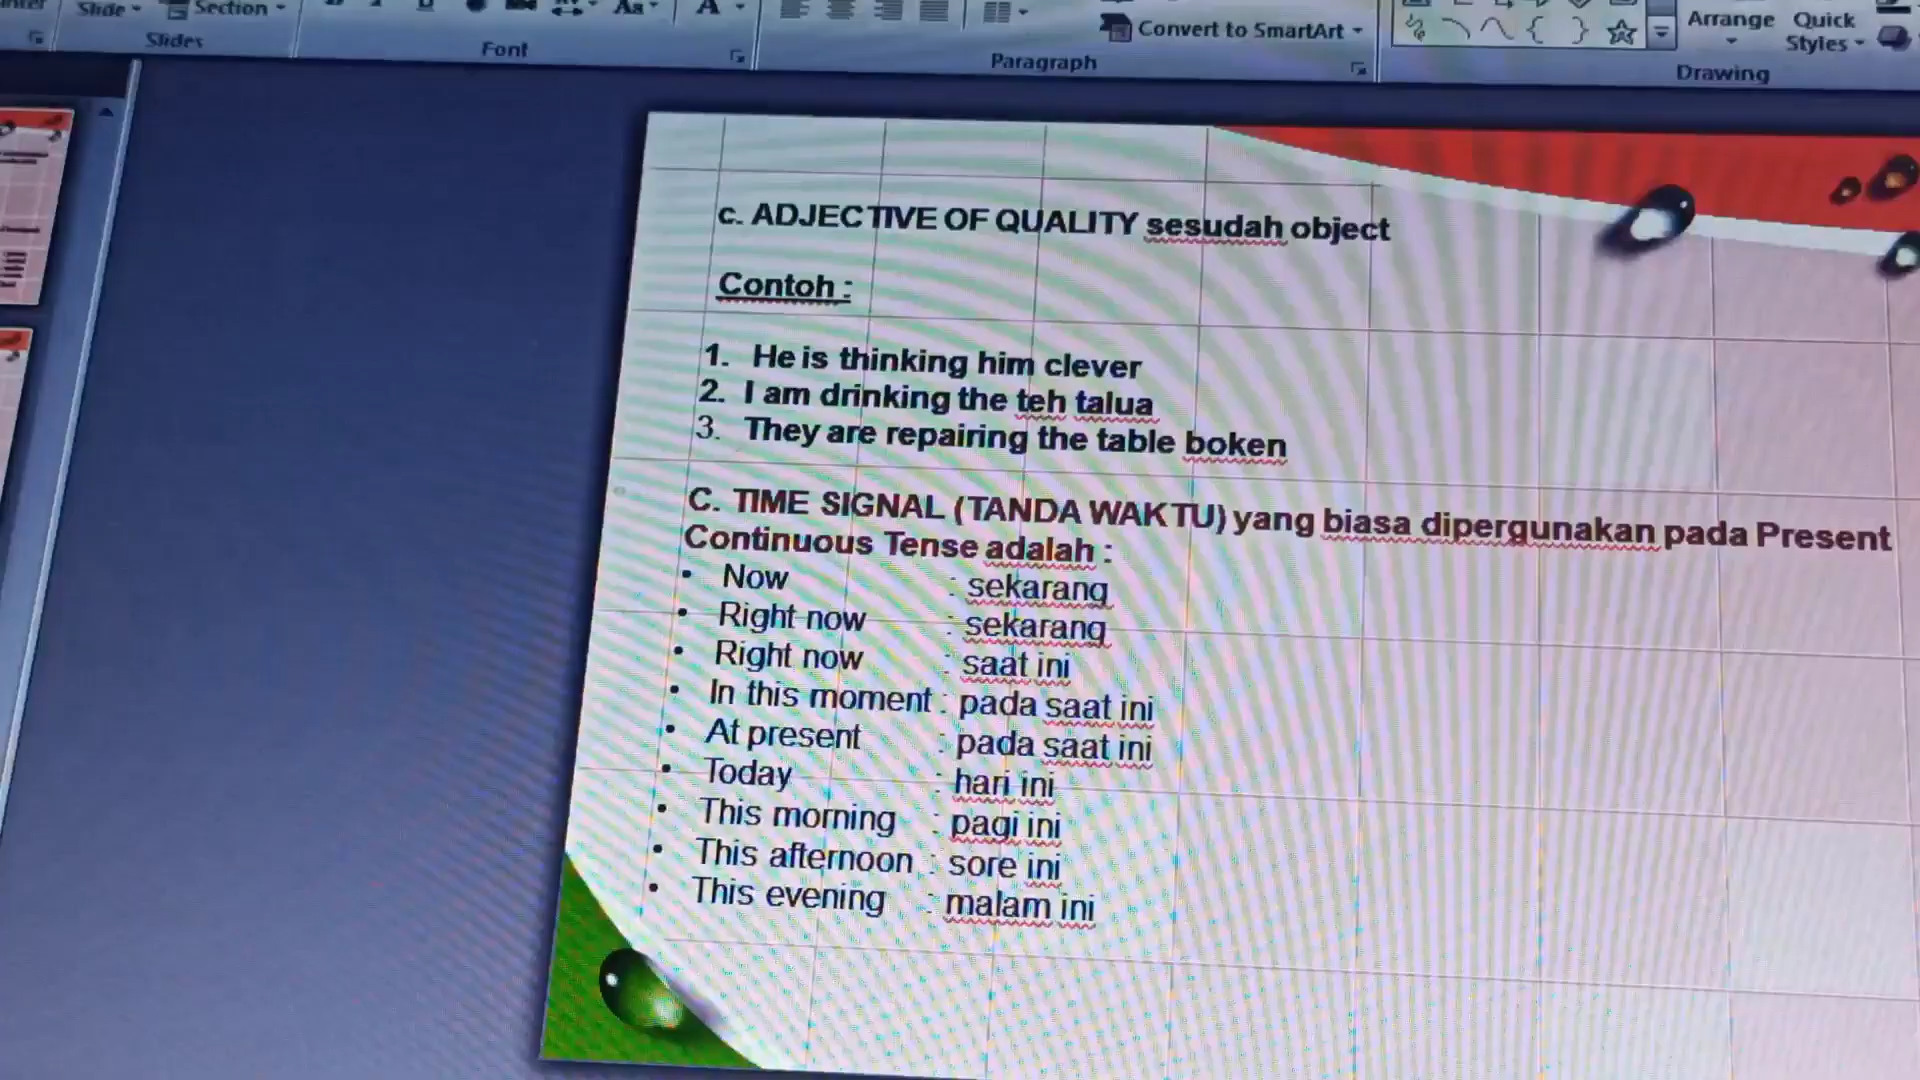 Slide
Section
Slides
Font
Paragraph
Convert to SmartArt
Arrange
Quick
Styles
Drawing
c. ADJECTIVE OF QUALITY sesudah object
Contoh :
1. He is thinking him clever
2. I am drinking the teh talua
3. They are repairing the table boken
C. TIME SIGNAL (TANDA WAKTU) yang biasa dipergunakan pada Present
Continuous Tense adalah :
• Now : sekarang
• Right now : sekarang
• Right now : saat ini
• In this moment : pada saat ini
• At present : pada saat ini
• Today : hari ini
• This morning : pagi ini
• This afternoon : sore ini
• This evening : malam ini